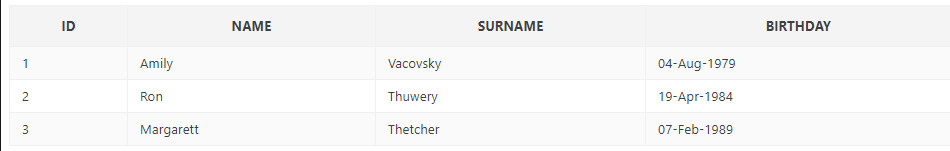 ID NAME SURNAME BIRTHDAY
1 Amily Vacovsky 04-Aug-1979
2 Ron Thuwery 19-Apr-1984
3 Margarett Thetcher 07-Feb-1989